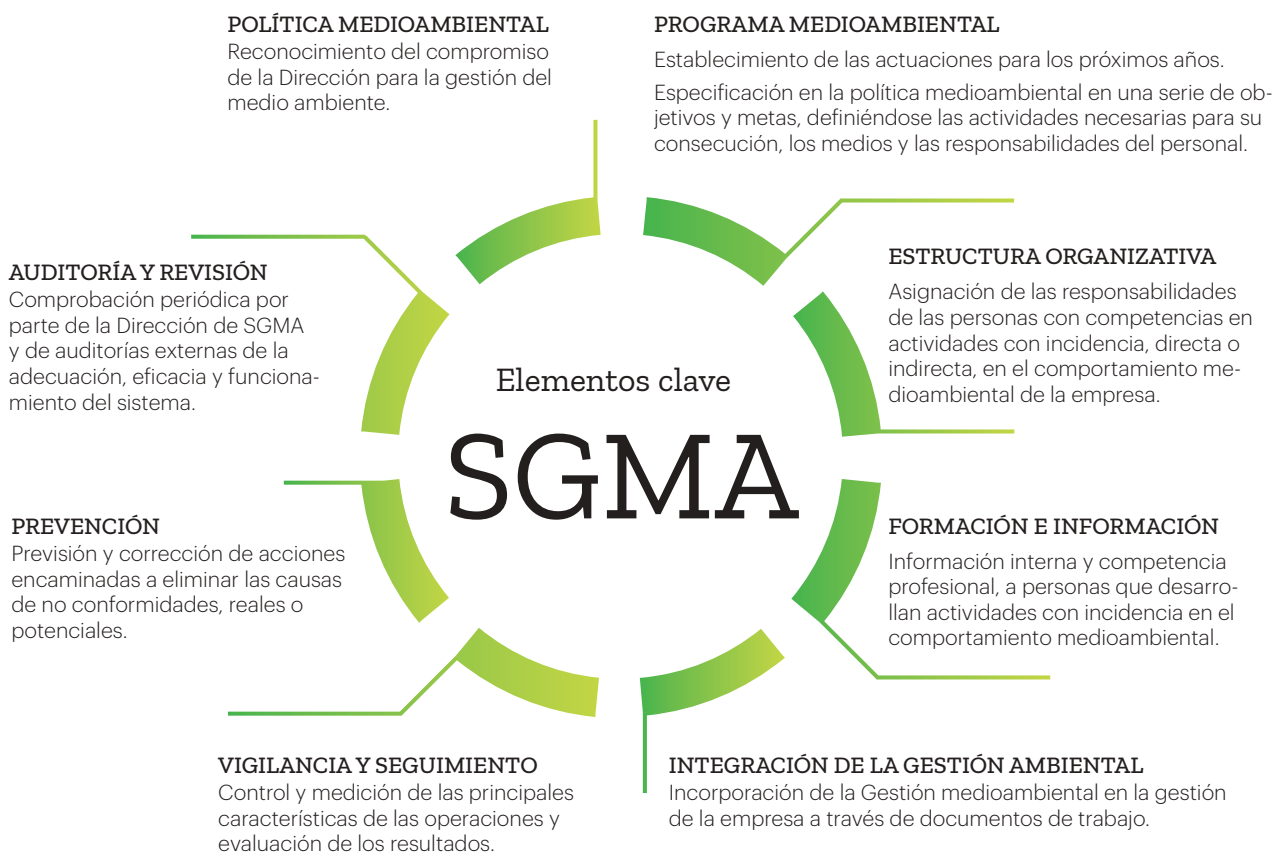 POLÍTICA MEDIOAMBIENTAL
Reconocimiento del compromiso
de la Dirección para la gestión del
medio ambiente.
PROGRAMA MEDIOAMBIENTAL
Establecimiento de las actuaciones para los próximos años.
Especificación en la política medioambiental en una serie de ob-
jetivos y metas, definiéndose las actividades necesarias para su
consecución, los medios y las responsabilidades del personal.
ESTRUCTURA ORGANIZATIVA
Asignación de las responsabilidades
de las personas con competencias en
actividades con incidencia, directa o
indirecta, en el comportamiento me-
dioambiental de la empresa.
FORMACIÓN E INFORMACIÓN
Información interna y competencia
profesional, a personas que desarro-
llan actividades con incidencia en el
comportamiento medioambiental.
INTEGRACIÓN DE LA GESTIÓN AMBIENTAL
Incorporación de la Gestión medioambiental en la gestión
de la empresa a través de documentos de trabajo.
VIGILANCIA Y SEGUIMIENTO
Control y medición de las principales
características de las operaciones y
evaluación de los resultados.
PREVENCIÓN
Previsión y corrección de acciones
encaminadas a eliminar las causas
de no conformidades, reales o
potenciales.
AUDITORÍA Y REVISIÓN
Comprobación periódica por
parte de la Dirección de SGMA
y de auditorías externas de la
adecuación, eficacia y funciona-
miento del sistema.
Elementos clave
SGMA